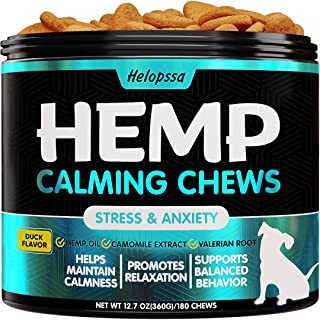 Helopssa
HEMP
CALMING CHEWS
STRESS & ANXIETY
DUCK FLAVOR
HEMP OIL CAMOMILE EXTRACT VALERIAN ROOT
HELPS MAINTAIN CALMNESS
PROMOTES RELAXATION
SUPPORTS BALANCED BEHAVIOR
NET WT 12.7 OZ(360G)/180 CHEWS